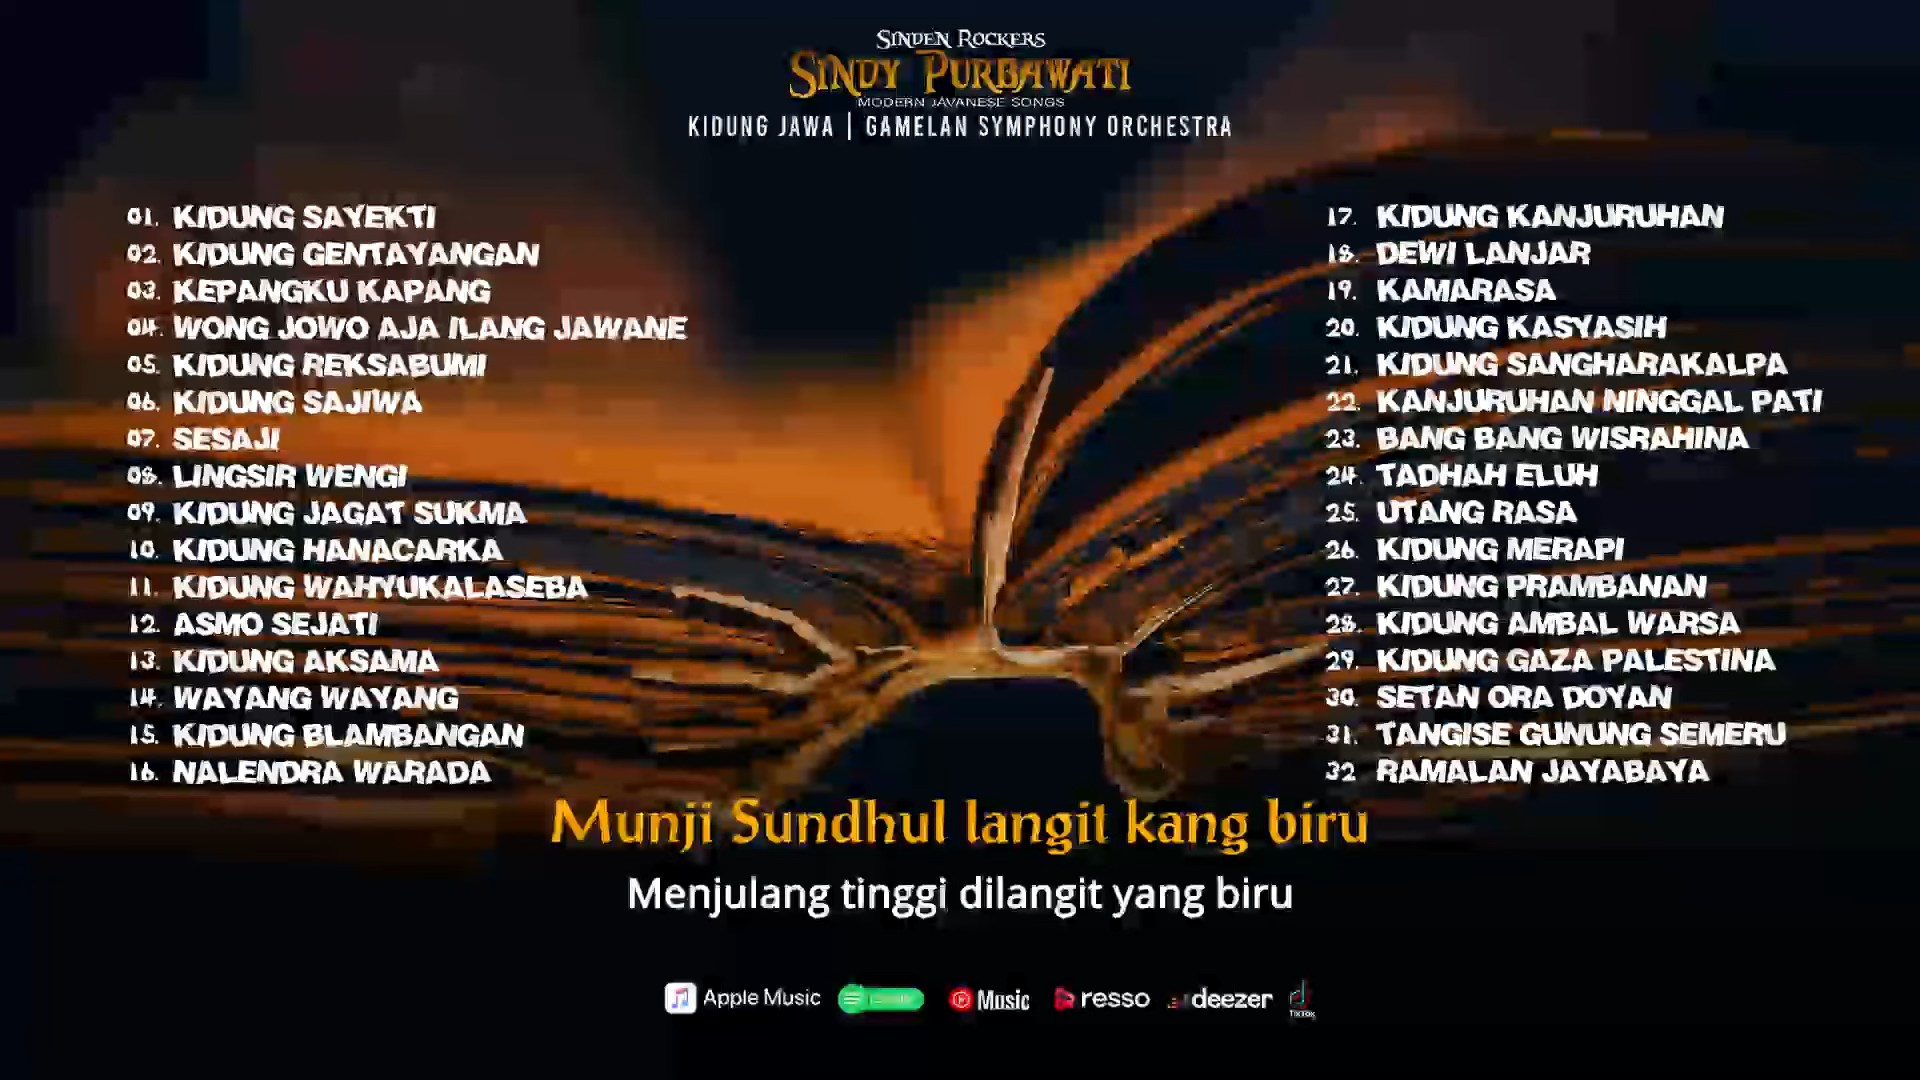 SINDEN ROCKERS
SINDY PURBAWATI
MODERN JAVANESE SONGS
KIDUNG JAWA | GAMELAN SYMPHONY ORCHESTRA
01. KIDUNG SAYEKTI
02. KIDUNG GENTAYANGAN
03. KEPANGKU KAPANG
04. WONG JOWO AJA ILANG JAWANE
05. KIDUNG REKSABUMI
06. KIDUNG SAJIWA
07. SESAJI
08. LINGSIR WENGI
09. KIDUNG JAGAT SUKMA
10. KIDUNG HANACARKA
11. KIDUNG WAHYUKALASEBA
12. ASMO SEJATI
13. KIDUNG AKSAMA
14. WAYANG WAYANG
15. KIDUNG BLAMBANGAN
16. NALENDRA WARADA
17. KIDUNG KANJURUHAN
18. DEWI LANJAR
19. KAMARASA
20. KIDUNG KASYASIH
21. KIDUNG SANGHARAKALPA
22. KANJURUHAN NINGGAL PATI
23. BANG BANG WISRAHINA
24. TADHAH ELUH
25. UTANG RASA
26. KIDUNG MERAPI
27. KIDUNG PRAMBANAN
28. KIDUNG AMBAL WARSA
29. KIDUNG GAZA PALESTINA
30. SETAN ORA DOYAN
31. TANGISE GUNUNG SEMERU
32 RAMALAN JAYABAYA
Munji Sundhul langit kang biru
Menjulang tinggi dilangit yang biru
Apple Music Music resso deezer TIKTOK